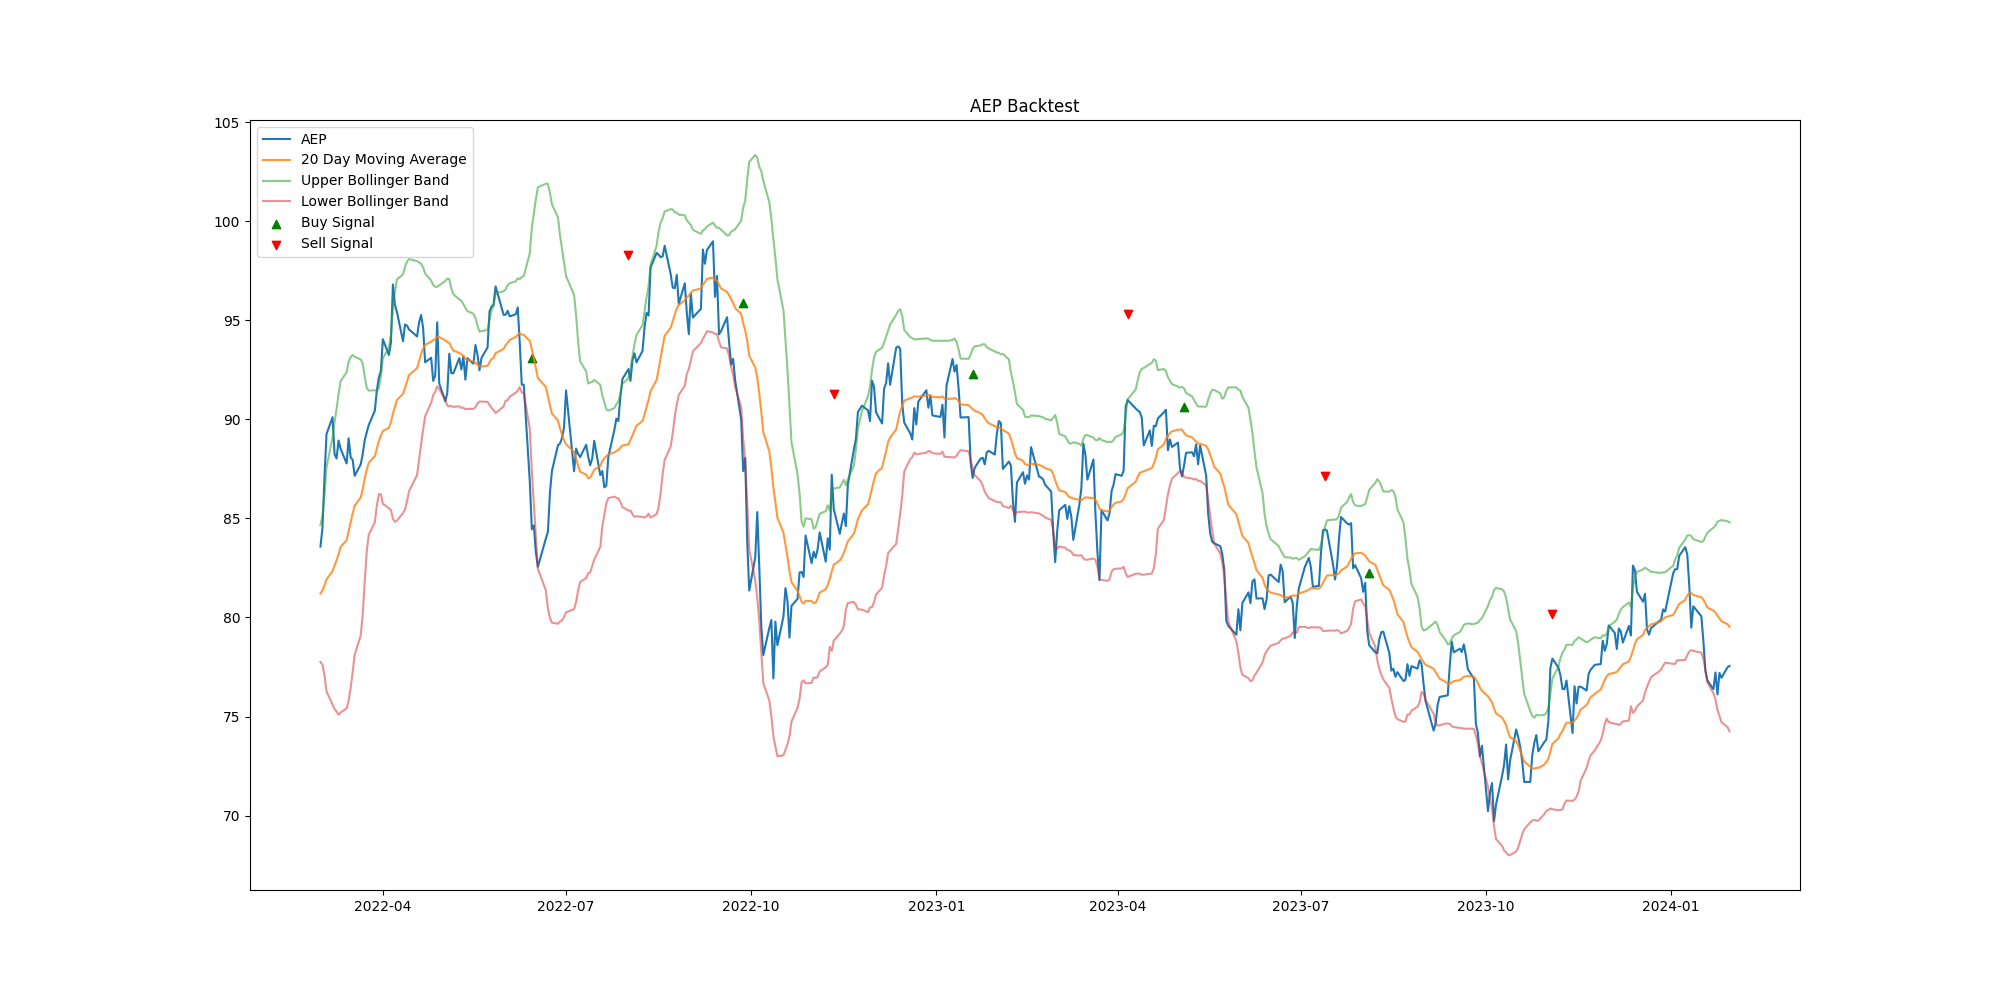 AEP Backtest
105
100
95
90
85
80
75
70
AEP
20 Day Moving Average
Upper Bollinger Band
Lower Bollinger Band
Buy Signal
Sell Signal
2022-04
2022-07
2022-10
2023-01
2023-04
2023-07
2023-10
2024-01